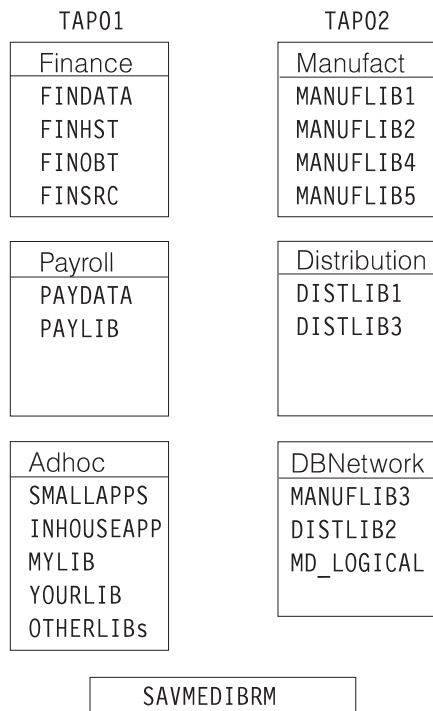 TAP01
Finance
FINDATA
FINHST
FINOBT
FINSRC
Payroll
PAYDATA
PAYLIB
Adhoc
SMALLAPPS
INHOUSEAPP
MYLIB
YOURLIB
OTHERLIBs
TAP02
Manufact
MANUFLIB1
MANUFLIB2
MANUFLIB4
MANUFLIB5
Distribution
DISTLIB1
DISTLIB3
DBNetwork
MANUFLIB3
DISTLIB2
MD_LOGICAL
SAVMEDIBRM